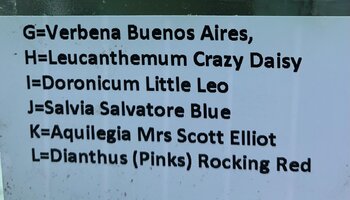 G=Verbena Buenos Aires,
H=Leucanthemum Crazy Daisy
I=Doronicum Little Leo
J=Salvia Salvatore Blue
K=Aquilegia Mrs Scott Elliot
L=Dianthus (Pinks) Rocking Red